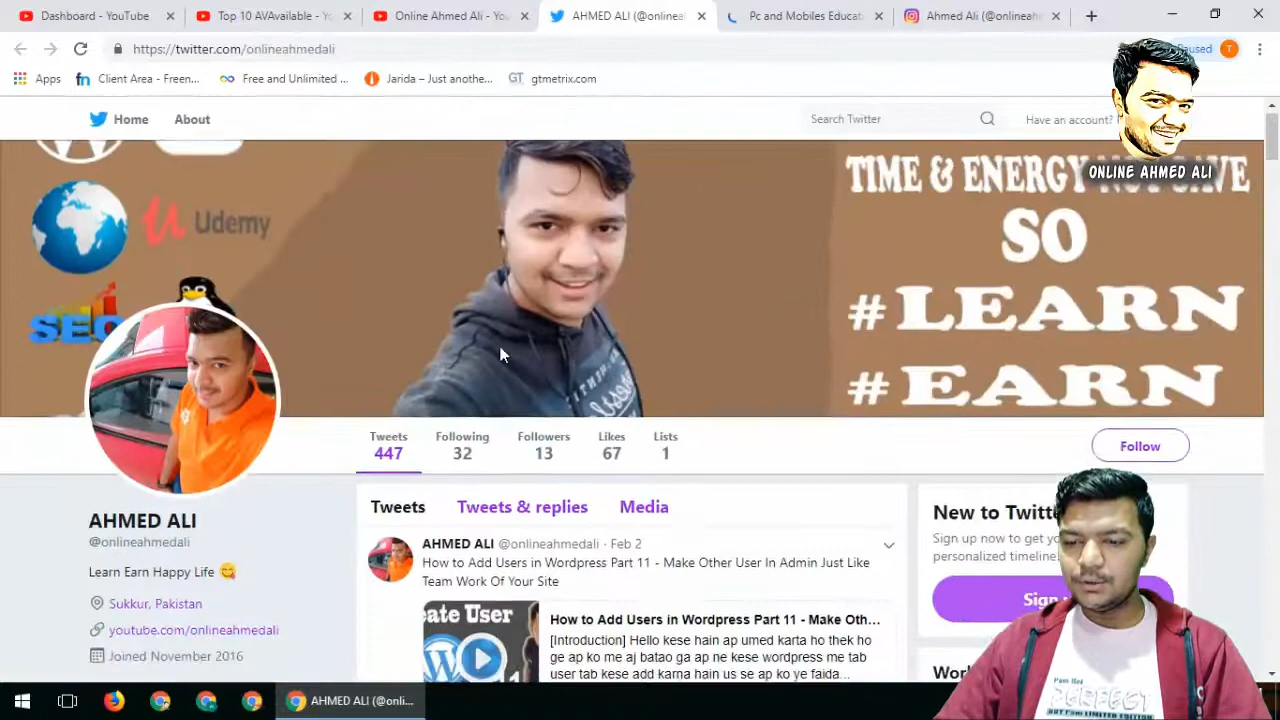 Dashboard - YouTube
Top 10 AVAvailable - Yo
Online Ahmed Ali - You
AHMED ALI (@onlinea
Pc and Mobiles Educat
Ahmed Ali (@onlineah
https://twitter.com/onlineahmedali
Paused
T
Apps
Client Area - Freen...
Free and Unlimited ...
Jarida – Just anothe...
GT
gtmetrix.com
Home
About
Search Twitter
Have an account?
ONLINE AHMED ALI
Udemy
SEO
TIME & ENERGY
SO
#LEARN
#EARN
Tweets
447
Following
32
Followers
13
Likes
67
Lists
1
Follow
AHMED ALI
@onlineahmedali
Learn Earn Happy Life
Sukkur, Pakistan
youtube.com/onlineahmedali
Joined November 2016
Tweets
Tweets & replies
Media
AHMED ALI @onlineahmedali · Feb 2
How to Add Users in Wordpress Part 11 - Make Other User In Admin Just Like
Team Work Of Your Site
eate User
How to Add Users in Wordpress Part 11 - Make Oth...
[Introduction] Hello kese hain ap umed karta ho thek ho
ge ap ko me aj batao ga ap ne kese wordpress me tab
user tab kese add karna hain us se ap ko ye faida...
New to Twitt
Sign up now to get yo
personalized timeline
Sign
Wor
PERFECT
AHMED ALI (@onli...